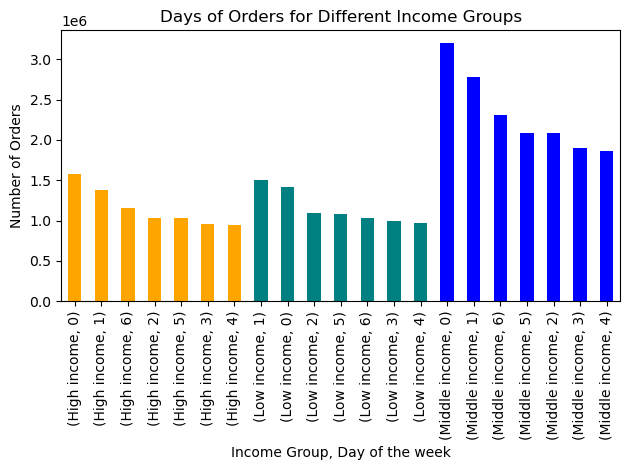 Days of Orders for Different Income Groups
1e6
3.0
2.5
2.0
1.5
1.0
0.5
0.0
Number of Orders
(High income, 0)
(High income, 1)
(High income, 6)
(High income, 2)
(High income, 5)
(High income, 3)
(High income, 4)
(Low income, 1)
(Low income, 0)
(Low income, 2)
(Low income, 5)
(Low income, 6)
(Low income, 3)
(Low income, 4)
(Middle income, 0)
(Middle income, 1)
(Middle income, 6)
(Middle income, 5)
(Middle income, 2)
(Middle income, 3)
(Middle income, 4)
Income Group, Day of the week